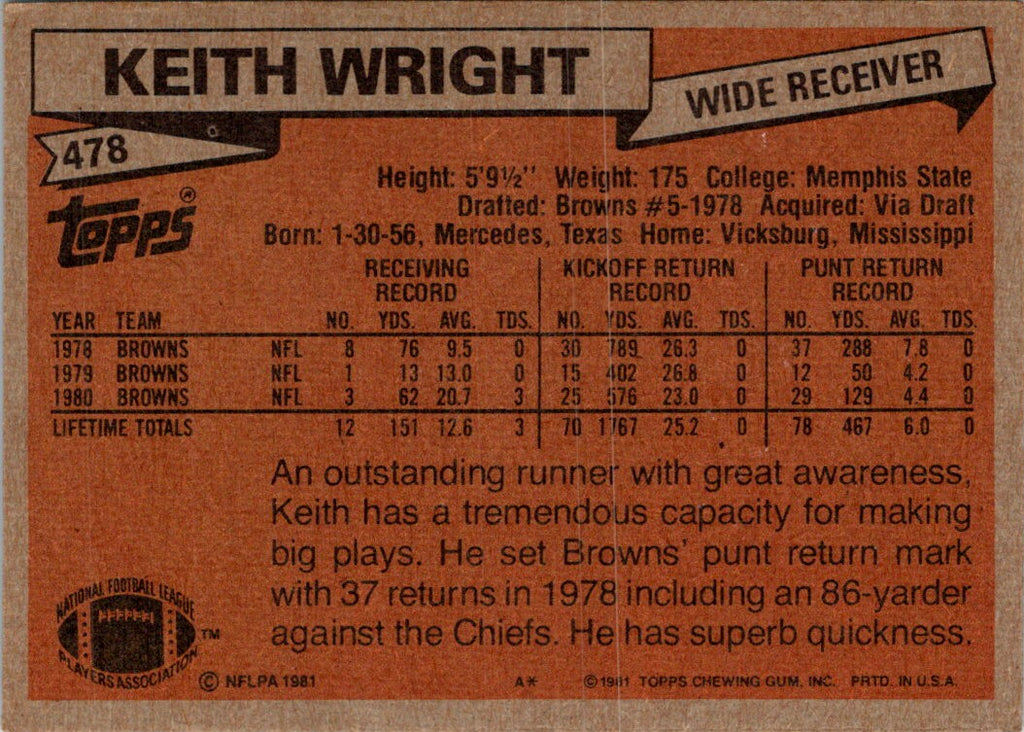 KEITH WRIGHT
WIDE RECEIVER
478
Topps®
Height: 5'9½" Weight: 175 College: Memphis State
Drafted: Browns #5-1978 Acquired: Via Draft
Born: 1-30-56, Mercedes, Texas Home: Vicksburg, Mississippi
RECEIVING RECORD KICKOFF RETURN RECORD PUNT RETURN RECORD
YEAR TEAM NO. YDS. AVG. TDS. NO. YDS. AVG. TDS. NO. YDS. AVG. TDS.
1978 BROWNS NFL 8 76 9.5 0 30 789 26.3 0 37 288 7.8 0
1979 BROWNS NFL 1 13 13.0 0 15 402 26.8 0 12 50 4.2 0
1980 BROWNS NFL 3 62 20.7 3 25 576 23.0 0 29 129 4.4 0
LIFETIME TOTALS 12 151 12.6 3 70 1767 25.2 0 78 467 6.0 0
An outstanding runner with great awareness,
Keith has a tremendous capacity for making
big plays. He set Browns' punt return mark
with 37 returns in 1978 including an 86-yarder
against the Chiefs. He has superb quickness.
NATIONAL FOOTBALL LEAGUE
PLAYERS ASSOCIATION
TM
© NFLPA 1981 A* © 1981 TOPPS CHEWING GUM, INC. PRTD. IN U.S.A.